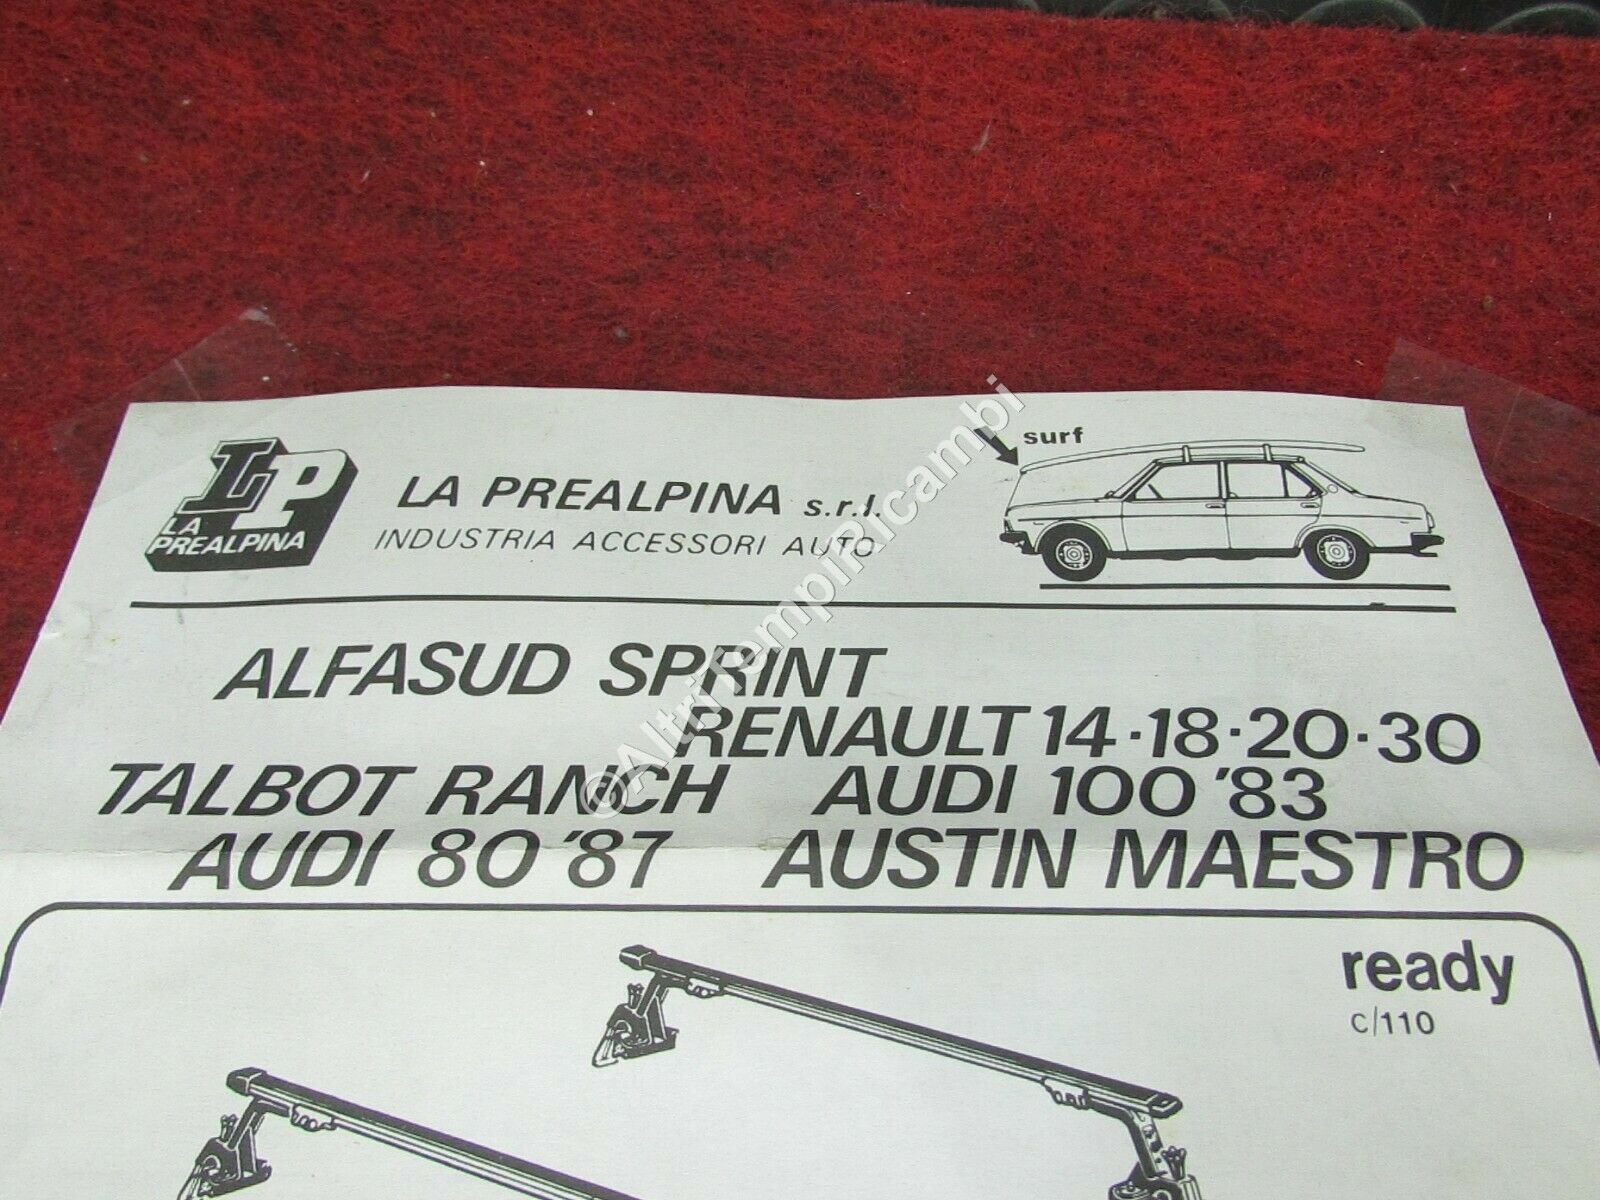 LP
LA
PREALPINA
LA PREALPINA s.r.l.
INDUSTRIA ACCESSORI AUTO
surf
ALFASUD SPRINT
RENAULT 14·18·20·30
TALBOT RANCH AUDI 100 '83
AUDI 80 '87 AUSTIN MAESTRO
ready
c/110
©AltriTempiRicambi